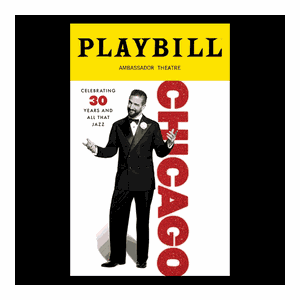 PLAYBILL
AMBASSADOR THEATRE
CELEBRATING
30
YEARS AND
ALL THAT
JAZZ
CHICAGO